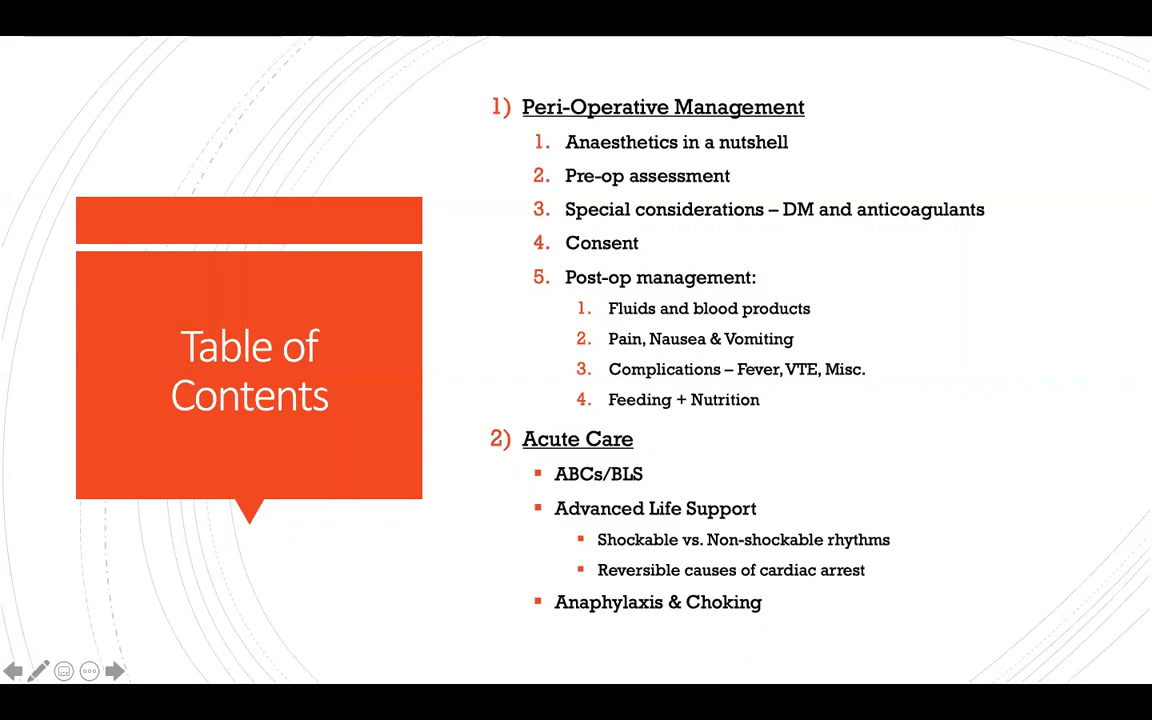 Table of
Contents
1) Peri-Operative Management
1. Anaesthetics in a nutshell
2. Pre-op assessment
3. Special considerations – DM and anticoagulants
4. Consent
5. Post-op management:
1. Fluids and blood products
2. Pain, Nausea & Vomiting
3. Complications – Fever, VTE, Misc.
4. Feeding + Nutrition
2) Acute Care
▪ ABCs/BLS
▪ Advanced Life Support
▪ Shockable vs. Non-shockable rhythms
▪ Reversible causes of cardiac arrest
▪ Anaphylaxis & Choking